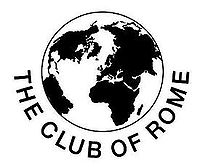 THE CLUB OF ROME